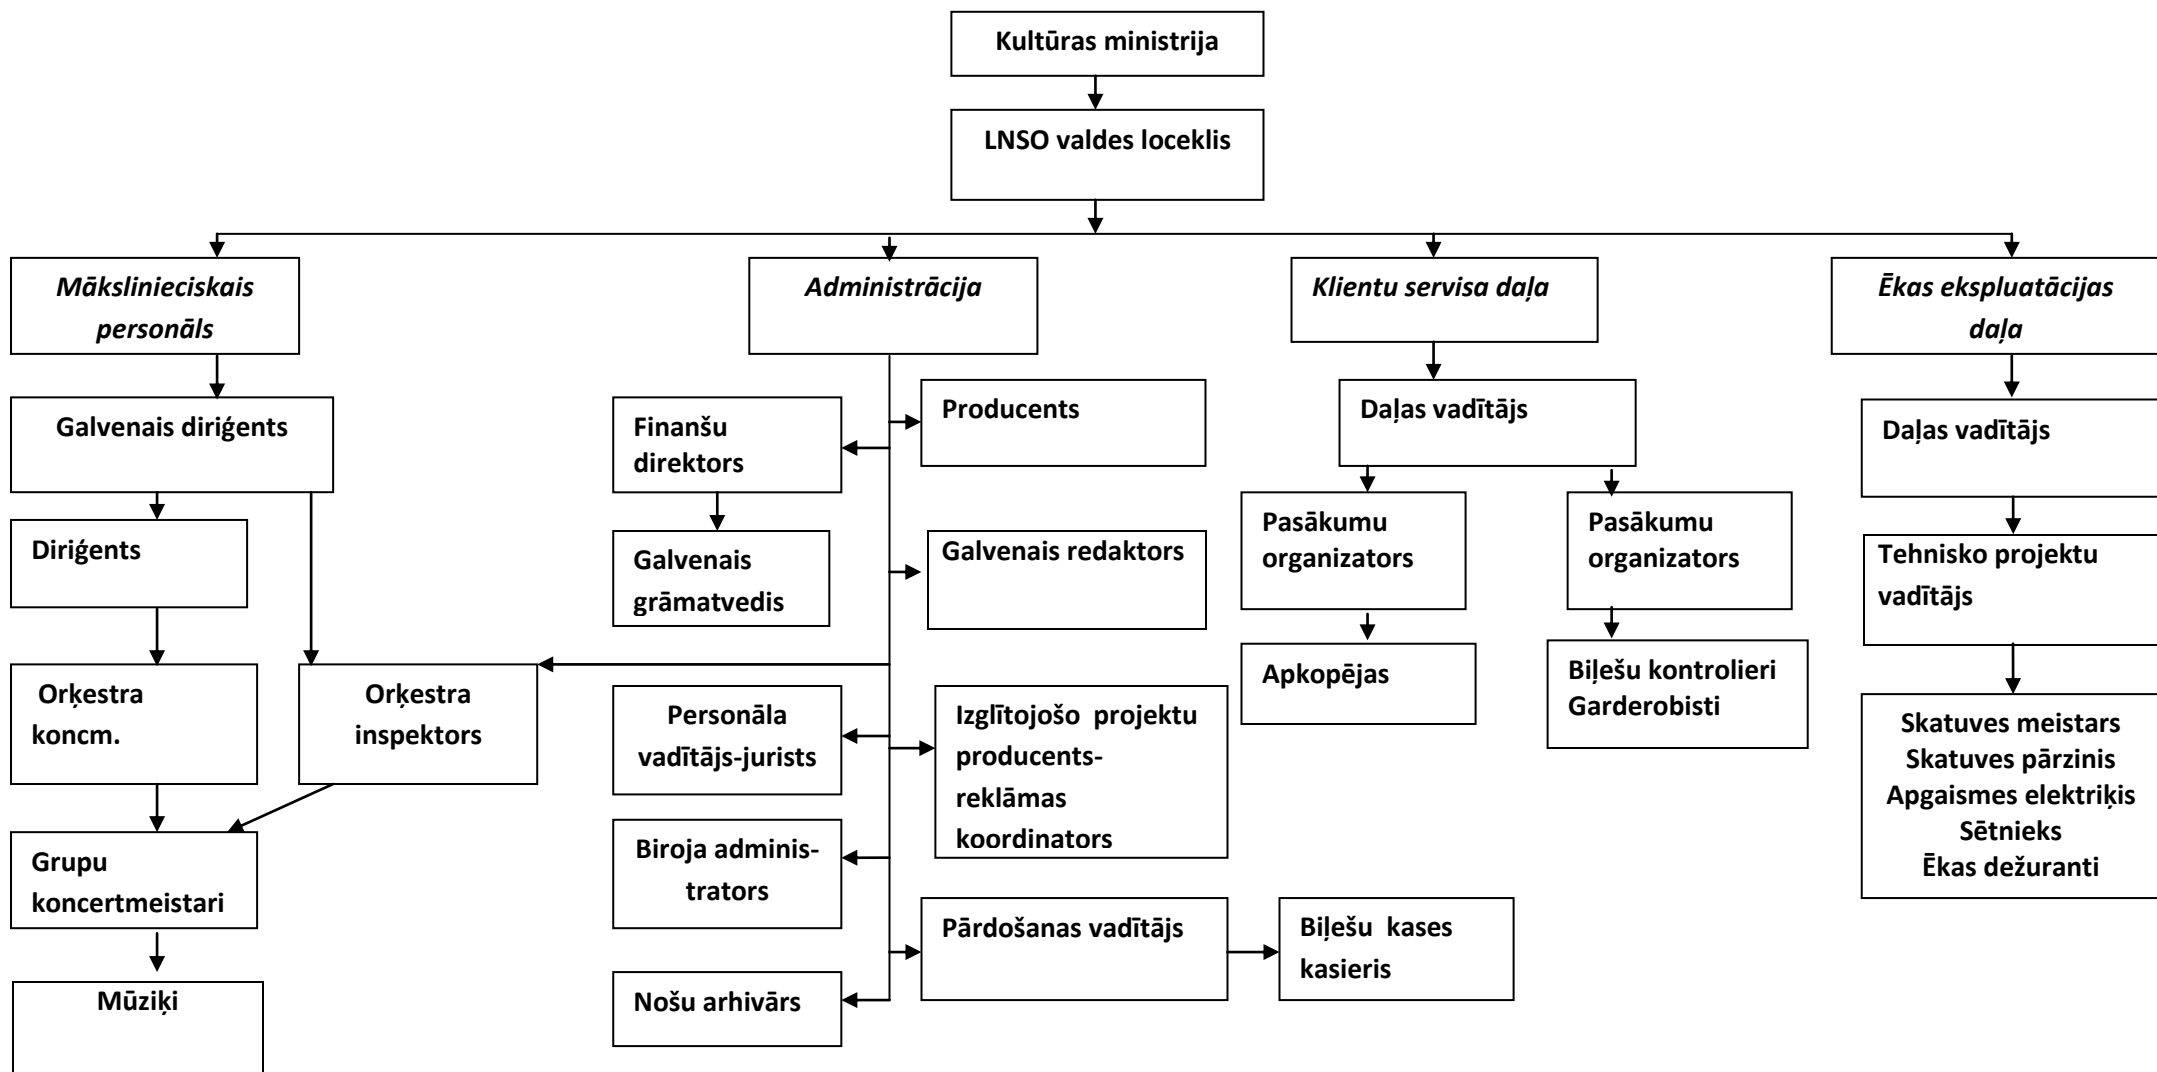 Kultūras ministrija
LNSO valdes loceklis
Mākslinieciskais
personāls
Administrācija
Klientu servisa daļa
Ēkas ekspluatācijas
daļa
Galvenais diriģents
Diriģents
Orķestra
koncm.
Orķestra
inspektors
Grupu
koncertmeistari
Mūziķi
Finanšu
direktors
Galvenais
grāmatvedis
Personāla
vadītājs-jurists
Biroja adminis-
trators
Nošu arhivārs
Producents
Galvenais redaktors
Izglītojošo projektu
producents-
reklāmas
koordinators
Pārdošanas vadītājs
Biļešu kases
kasieris
Daļas vadītājs
Pasākumu
organizators
Apkopējas
Pasākumu
organizators
Biļešu kontrolieri
Garderobisti
Daļas vadītājs
Tehnisko projektu
vadītājs
Skatuves meistars
Skatuves pārzinis
Apgaismes elektriķis
Sētnieks
Ēkas dežuranti